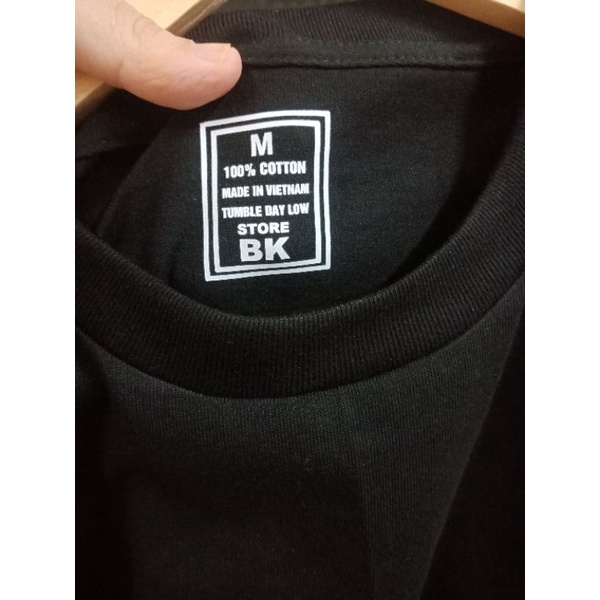 M
100% COTTON
MADE IN VIETNAM
TUMBLE DAY LOW
STORE
BK